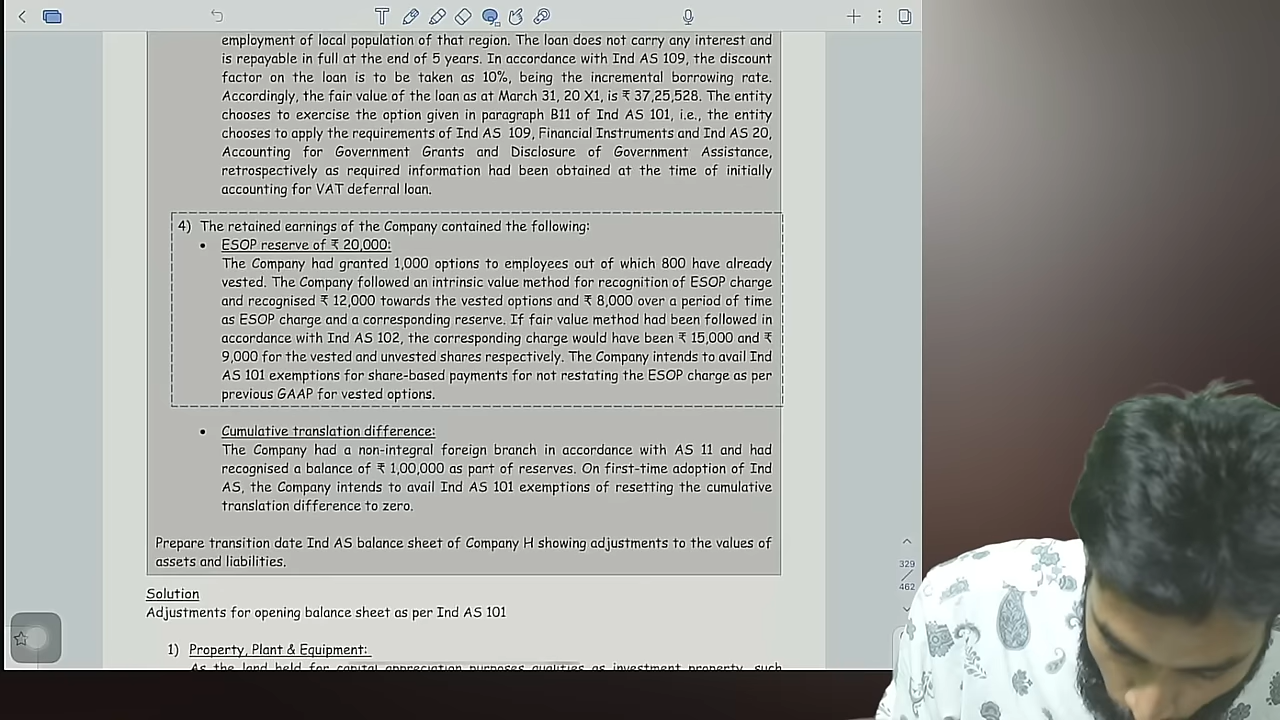 employment of local population of that region. The loan does not carry any interest and
is repayable in full at the end of 5 years. In accordance with Ind AS 109, the discount
factor on the loan is to be taken as 10%, being the incremental borrowing rate.
Accordingly, the fair value of the loan as at March 31, 20 X1, is ₹ 37,25,528. The entity
chooses to exercise the option given in paragraph B11 of Ind AS 101, i.e., the entity
chooses to apply the requirements of Ind AS 109, Financial Instruments and Ind AS 20,
Accounting for Government Grants and Disclosure of Government Assistance,
retrospectively as required information had been obtained at the time of initially
accounting for VAT deferral loan.
4) The retained earnings of the Company contained the following:
• ESOP reserve of ₹ 20,000:
The Company had granted 1,000 options to employees out of which 800 have already
vested. The Company followed an intrinsic value method for recognition of ESOP charge
and recognised ₹ 12,000 towards the vested options and ₹ 8,000 over a period of time
as ESOP charge and a corresponding reserve. If fair value method had been followed in
accordance with Ind AS 102, the corresponding charge would have been ₹ 15,000 and ₹
9,000 for the vested and unvested shares respectively. The Company intends to avail Ind
AS 101 exemptions for share-based payments for not restating the ESOP charge as per
previous GAAP for vested options.
• Cumulative translation difference:
The Company had a non-integral foreign branch in accordance with AS 11 and had
recognised a balance of ₹ 1,00,000 as part of reserves. On first-time adoption of Ind
AS, the Company intends to avail Ind AS 101 exemptions of resetting the cumulative
translation difference to zero.
Prepare transition date Ind AS balance sheet of Company H showing adjustments to the values of
assets and liabilities.
329
/
462
Solution
Adjustments for opening balance sheet as per Ind AS 101
1) Property, Plant & Equipment:
As the land held for capital appreciation purposes qualifies as investment property, such